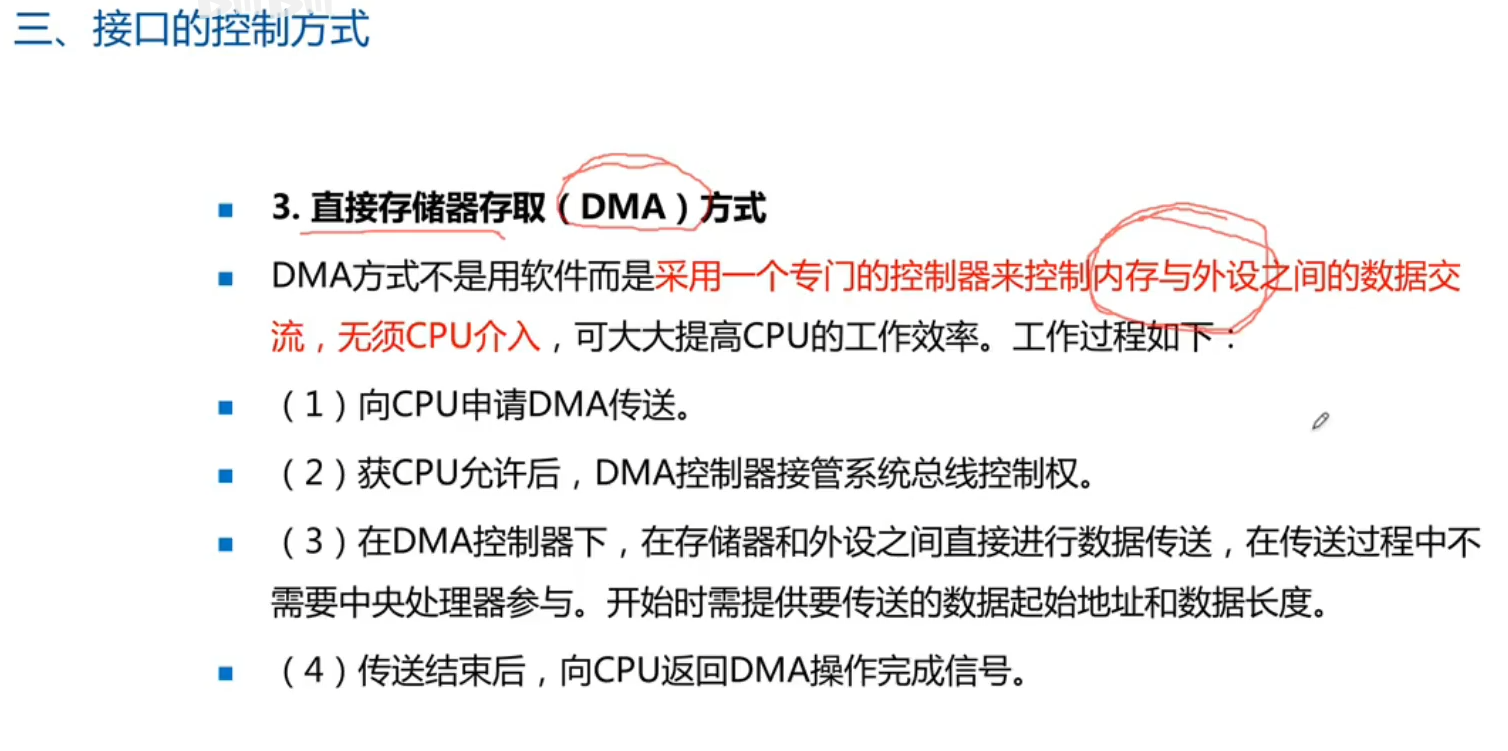 三、接口的控制方式
3. 直接存储器存取（DMA）方式
DMA方式不是用软件而是采用一个专门的控制器来控制内存与外设之间的数据交
流，无须CPU介入，可大大提高CPU的工作效率。工作过程如下：
（1）向CPU申请DMA传送。
（2）获CPU允许后，DMA控制器接管系统总线控制权。
（3）在DMA控制器下，在存储器和外设之间直接进行数据传送，在传送过程中不
需要中央处理器参与。开始时需提供要传送的数据起始地址和数据长度。
（4）传送结束后，向CPU返回DMA操作完成信号。